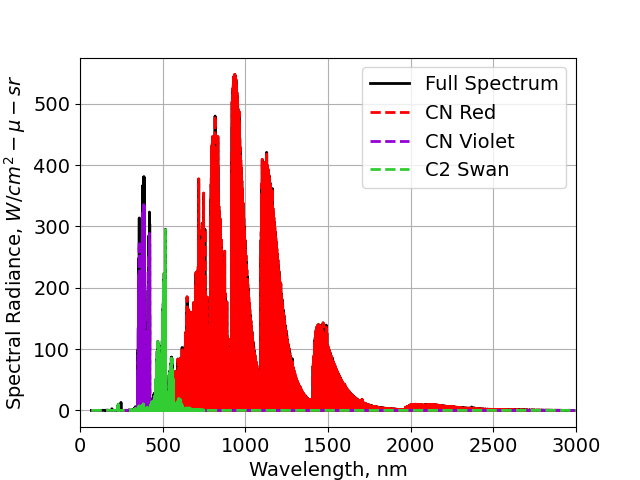 Full Spectrum
CN Red
CN Violet
C2 Swan
Spectral Radiance, W/cm² − μ − sr
500
400
300
200
100
0
0 500 1000 1500 2000 2500 3000
Wavelength, nm